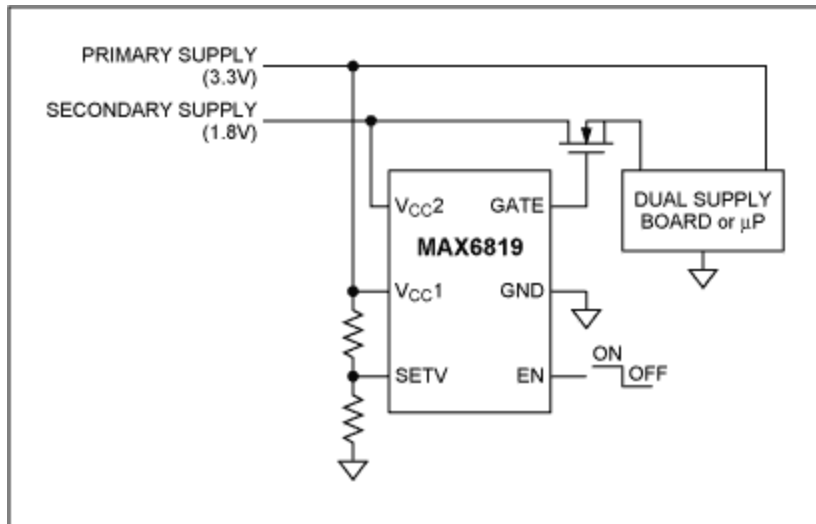 PRIMARY SUPPLY
(3.3V)
SECONDARY SUPPLY
(1.8V)
VCC2
GATE
DUAL SUPPLY
BOARD or µP
MAX6819
VCC1
GND
ON
OFF
SETV
EN